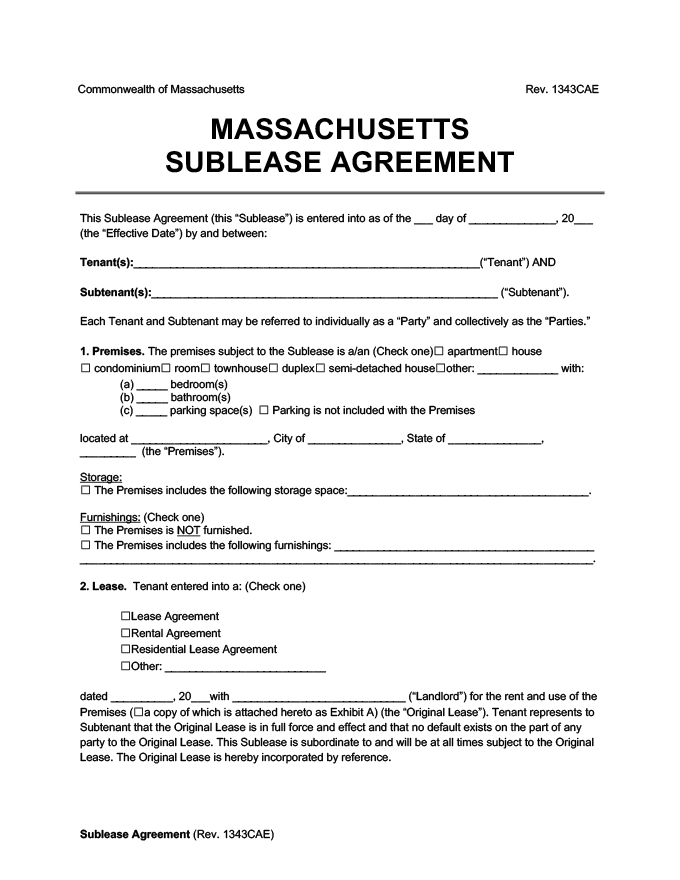 Commonwealth of Massachusetts Rev. 1343CAE
MASSACHUSETTS
SUBLEASE AGREEMENT
This Sublease Agreement (this “Sublease”) is entered into as of the ___ day of ______________, 20___
(the “Effective Date”) by and between:
Tenant(s):________________________________________________________(“Tenant”) AND
Subtenant(s):________________________________________________________ (“Subtenant”).
Each Tenant and Subtenant may be referred to individually as a “Party” and collectively as the “Parties.”
1. Premises. The premises subject to the Sublease is a/an (Check one)☐ apartment☐ house
☐ condominium☐ room☐ townhouse☐ duplex☐ semi-detached house☐other: _____________ with:
(a) _____ bedroom(s)
(b) _____ bathroom(s)
(c) _____ parking space(s) ☐ Parking is not included with the Premises
located at ______________________, City of _______________, State of _______________,
_________ (the “Premises”).
Storage:
☐ The Premises includes the following storage space:_______________________________________.
Furnishings: (Check one)
☐ The Premises is NOT furnished.
☐ The Premises includes the following furnishings: __________________________________________
___________________________________________________________________________________.
2. Lease. Tenant entered into a: (Check one)
☐Lease Agreement
☐Rental Agreement
☐Residential Lease Agreement
☐Other: __________________________
dated __________, 20___with ____________________________ (“Landlord”) for the rent and use of the
Premises (☐a copy of which is attached hereto as Exhibit A) (the “Original Lease”). Tenant represents to
Subtenant that the Original Lease is in full force and effect and that no default exists on the part of any
party to the Original Lease. This Sublease is subordinate to and will be at all times subject to the Original
Lease. The Original Lease is hereby incorporated by reference.
Sublease Agreement (Rev. 1343CAE)